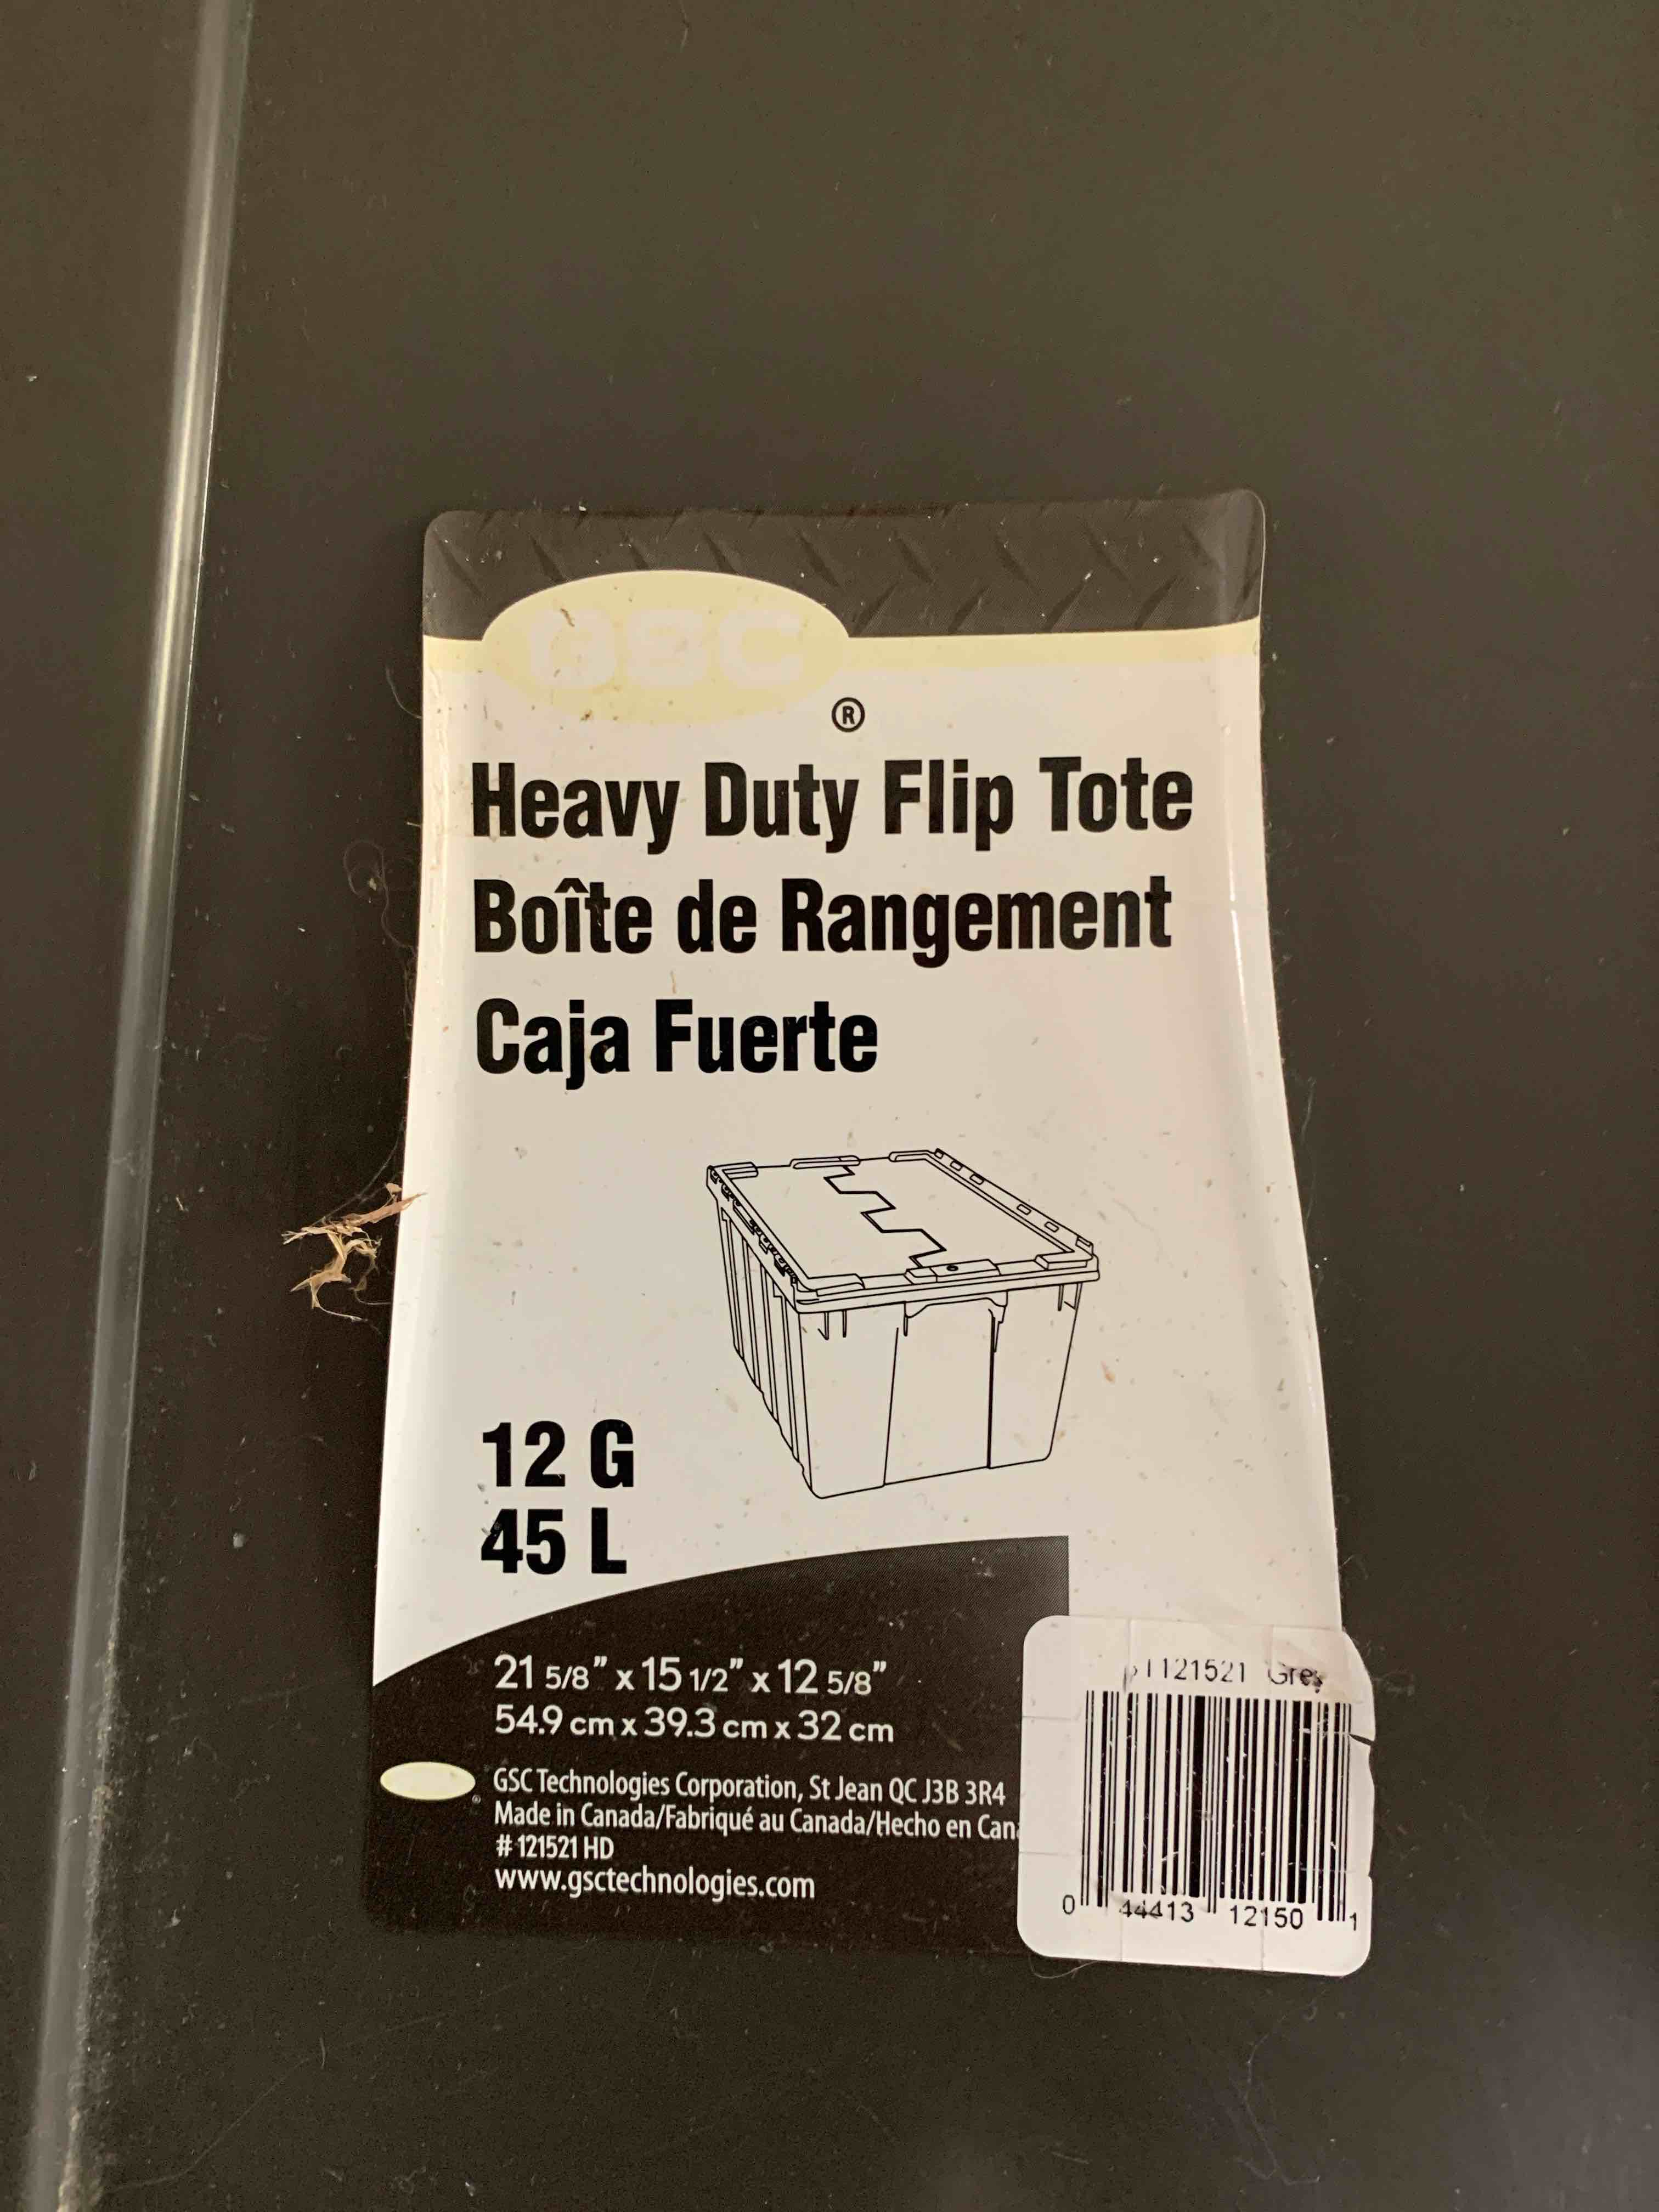 GSC
®
Heavy Duty Flip Tote
Boîte de Rangement
Caja Fuerte
12 G
45 L
21 5/8” x 15 1/2” x 12 5/8”
54.9 cm x 39.3 cm x 32 cm
GSC Technologies Corporation, St Jean QC J3B 3R4
Made in Canada/Fabriqué au Canada/Hecho en Can
# 121521 HD
www.gsctechnologies.com
121521 Grey
0 44413 12150 1